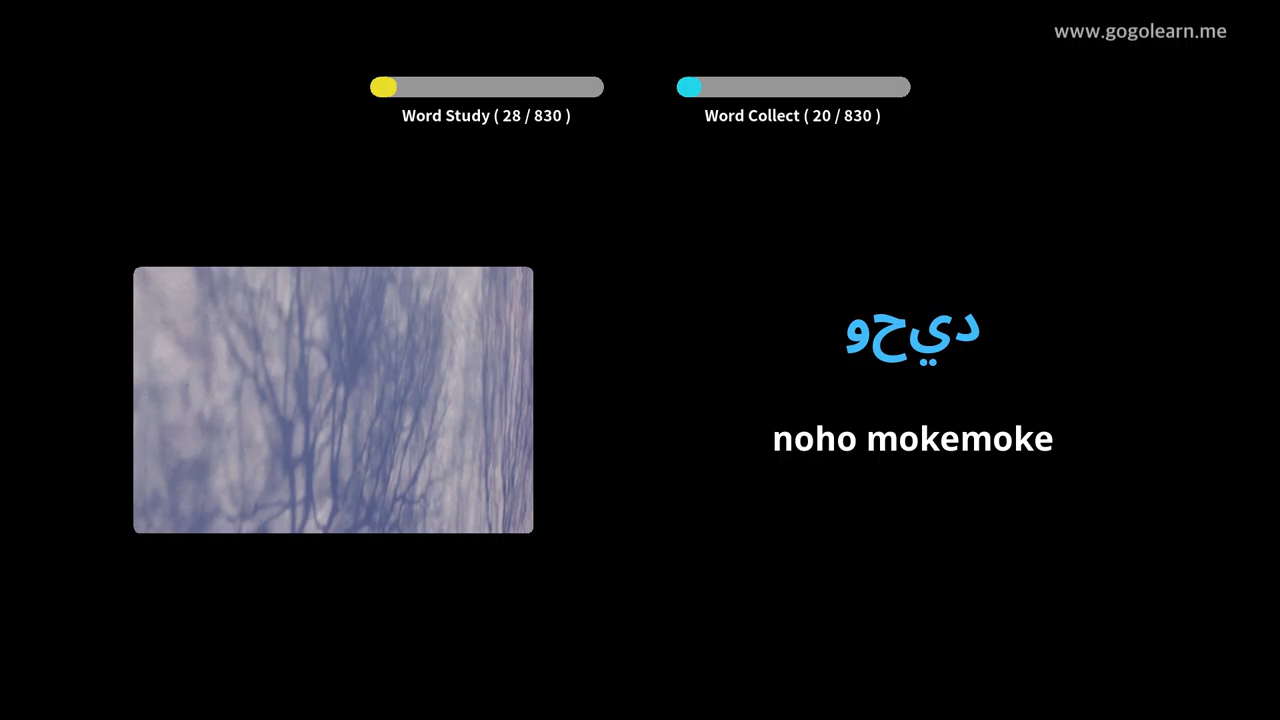 www.gogolearn.me
Word Study ( 28 / 830 )
Word Collect ( 20 / 830 )
ديحو
noho mokemoke